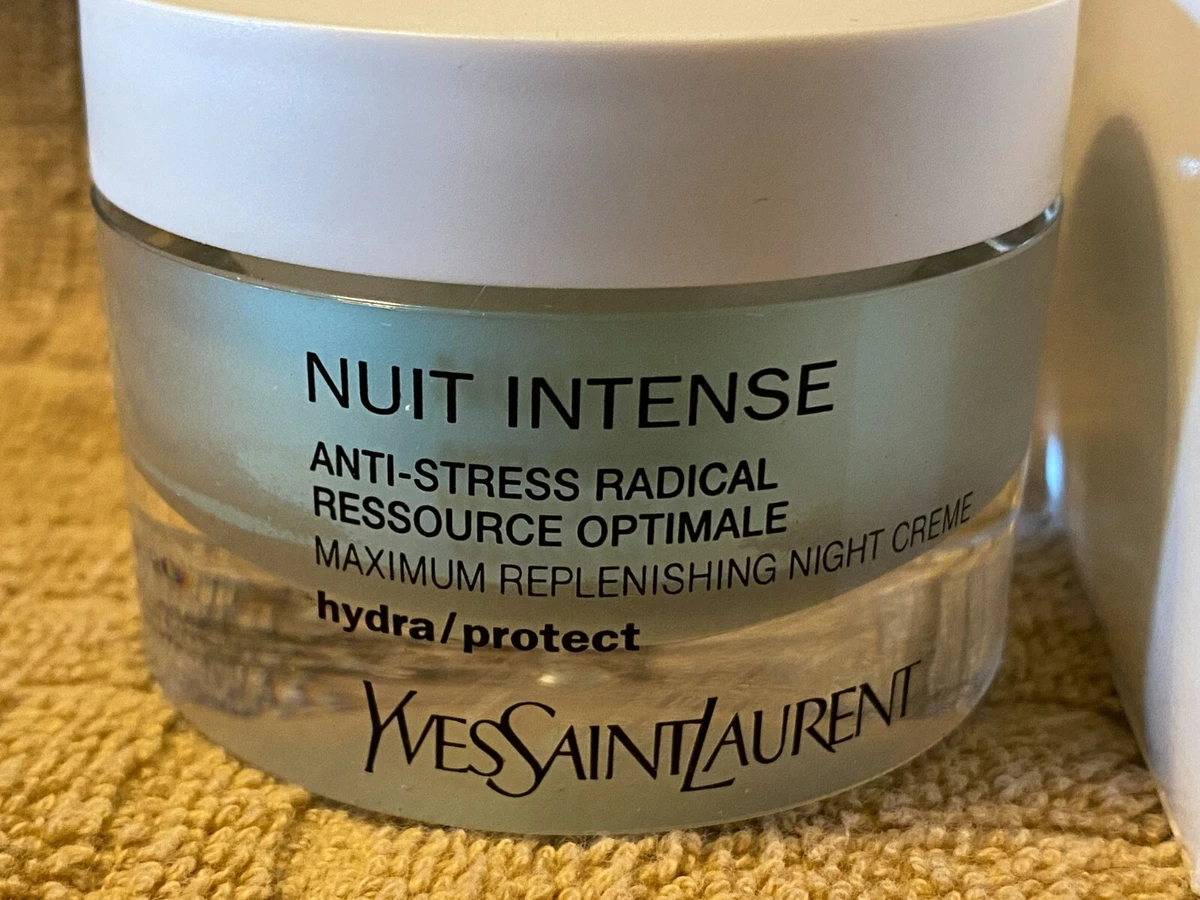 NUIT INTENSE
ANTI-STRESS RADICAL
RESSOURCE OPTIMALE
MAXIMUM REPLENISHING NIGHT CREME
hydra/protect
YVESSAINTLAURENT